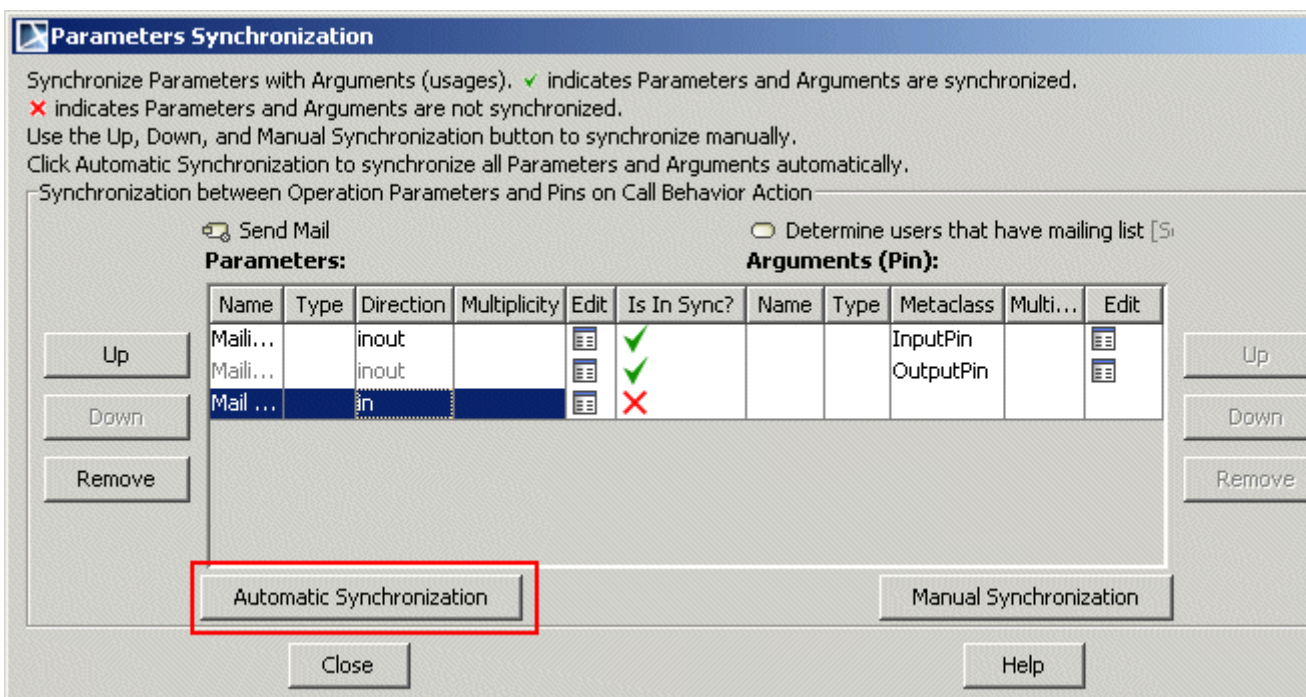 Parameters Synchronization
Synchronize Parameters with Arguments (usages). ✓ indicates Parameters and Arguments are synchronized.
✗ indicates Parameters and Arguments are not synchronized.
Use the Up, Down, and Manual Synchronization button to synchronize manually.
Click Automatic Synchronization to synchronize all Parameters and Arguments automatically.
Synchronization between Operation Parameters and Pins on Call Behavior Action
Send Mail Determine users that have mailing list
Parameters: Arguments (Pin):
Name Type Direction Multiplicity Edit Is In Sync? Name Type Metaclass Multi... Edit
Up Maili... inout InputPin Up
Maili... inout OutputPin
Down Mail ... in Down
Remove Remove
Automatic Synchronization Manual Synchronization
Close Help